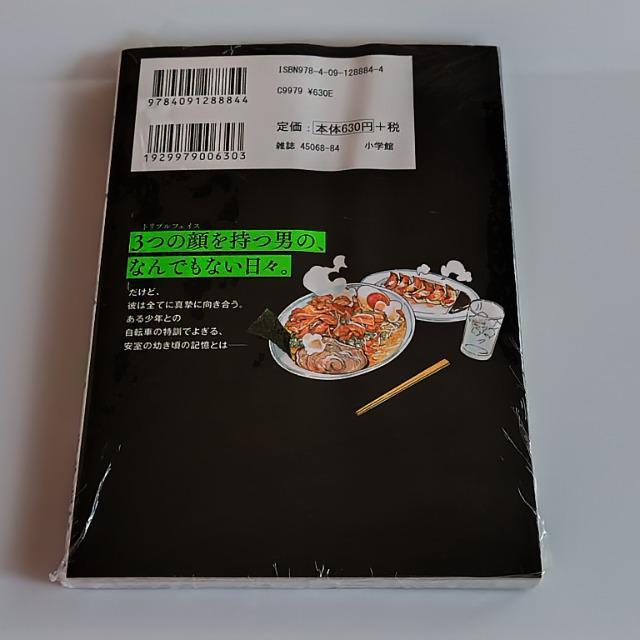 ISBN978-4-09-128884-4
9784091288844
C9979 ¥630E
定価：本体630円+税
1929979006303
雑誌 45068-84
小学館
トリプルフェイス
3つの顔を持つ男の、
なんでもない日々。
だけど、
彼は全てに真摯に向き合う。
ある少年との
自転車の特訓でよぎる、
安室の幼き頃の記憶とは──